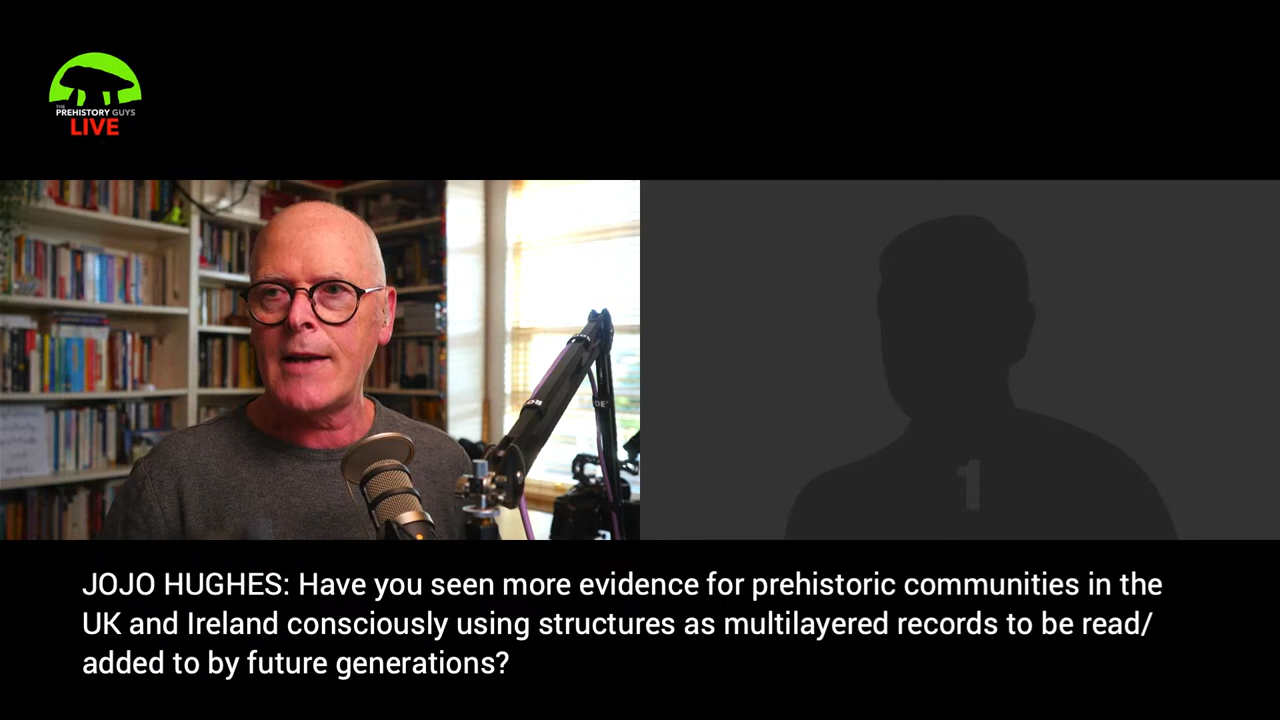 THE
PREHISTORY GUYS
LIVE
1
JOJO HUGHES: Have you seen more evidence for prehistoric communities in the
UK and Ireland consciously using structures as multilayered records to be read/
added to by future generations?